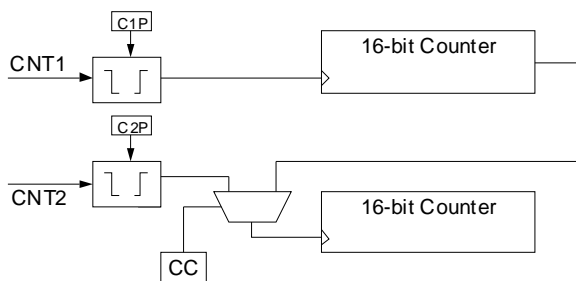 C1P
16-bit Counter
CNT1
C2P
CNT2
16-bit Counter
CC